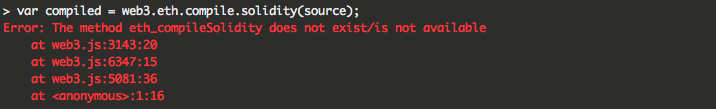 > var compiled = web3.eth.compile.solidity(source);
Error: The method eth_compileSolidity does not exist/is not available
at web3.js:3143:20
at web3.js:6347:15
at web3.js:5081:36
at <anonymous>:1:16